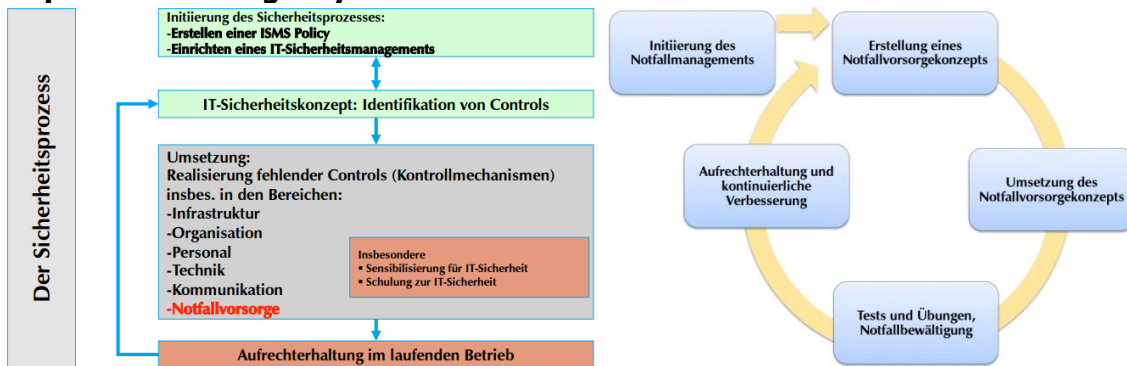 Der Sicherheitsprozess
Initiierung des Sicherheitsprozesses:
-Erstellen einer ISMS Policy
-Einrichten eines IT-Sicherheitsmanagements
IT-Sicherheitskonzept: Identifikation von Controls
Umsetzung:
Realisierung fehlender Controls (Kontrollmechanismen)
insbes. in den Bereichen:
-Infrastruktur
-Organisation
-Personal
-Technik
-Kommunikation
-Notfallvorsorge
Insbesondere
▪ Sensibilisierung für IT-Sicherheit
▪ Schulung zur IT-Sicherheit
Aufrechterhaltung im laufenden Betrieb
Initiierung des
Notfallmanagements
Erstellung eines
Notfallvorsorgekonzepts
Umsetzung des
Notfallvorsorgekonzepts
Tests und Übungen,
Notfallbewältigung
Aufrechterhaltung und
kontinuierliche
Verbesserung